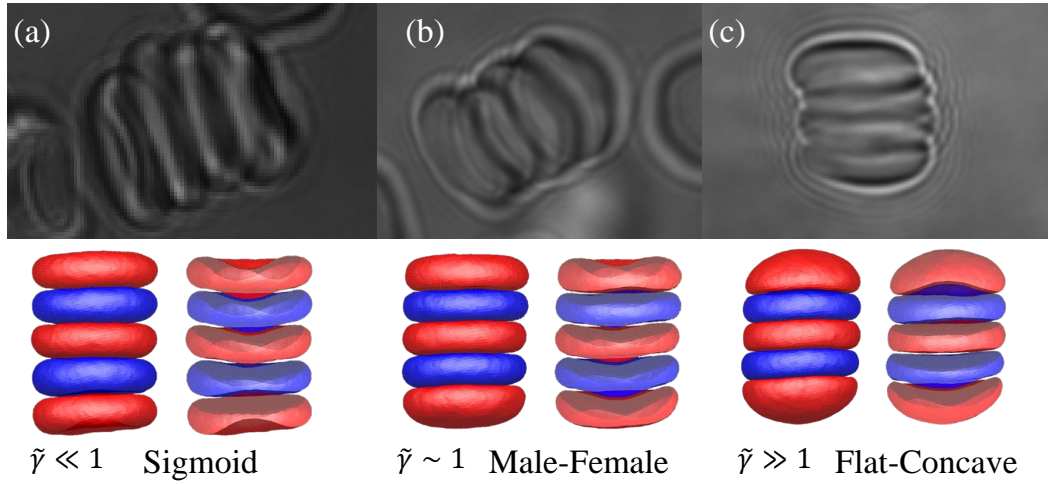 (a)
(b)
(c)
γ̃ ≪ 1 Sigmoid
γ̃ ~ 1 Male-Female
γ̃ ≫ 1 Flat-Concave